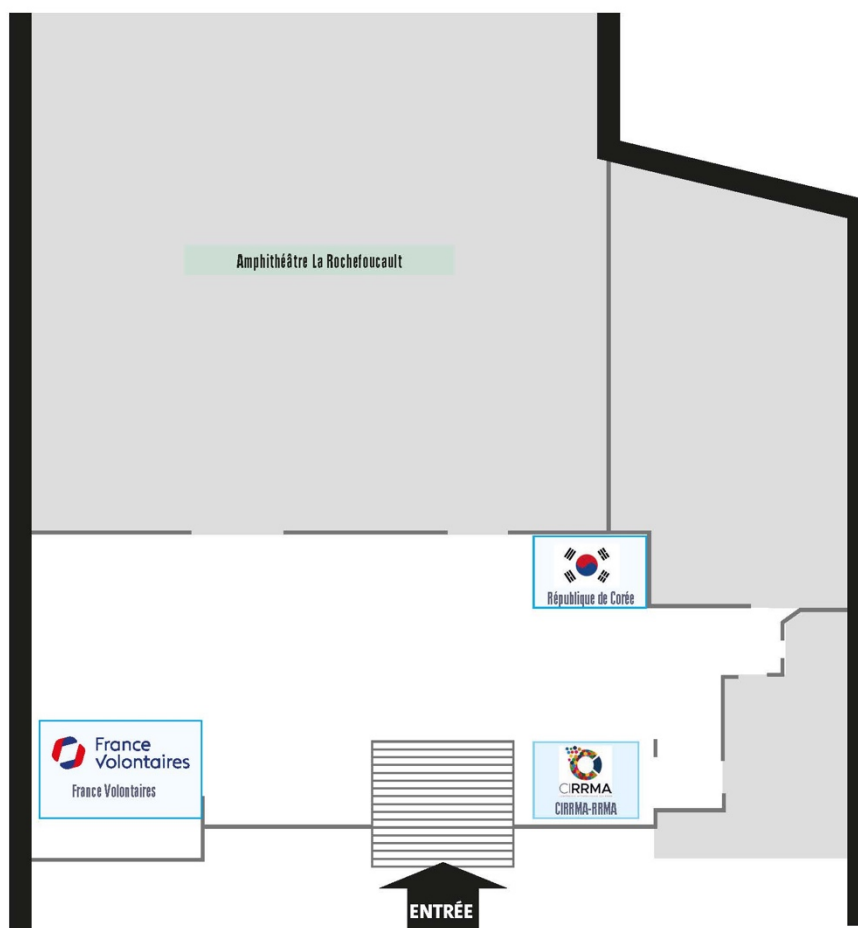 Amphithéâtre La Rochefoucault
République de Corée
France
Volontaires
France Volontaires
CIRRMA
CIRRMA-RRMA
ENTRÉE